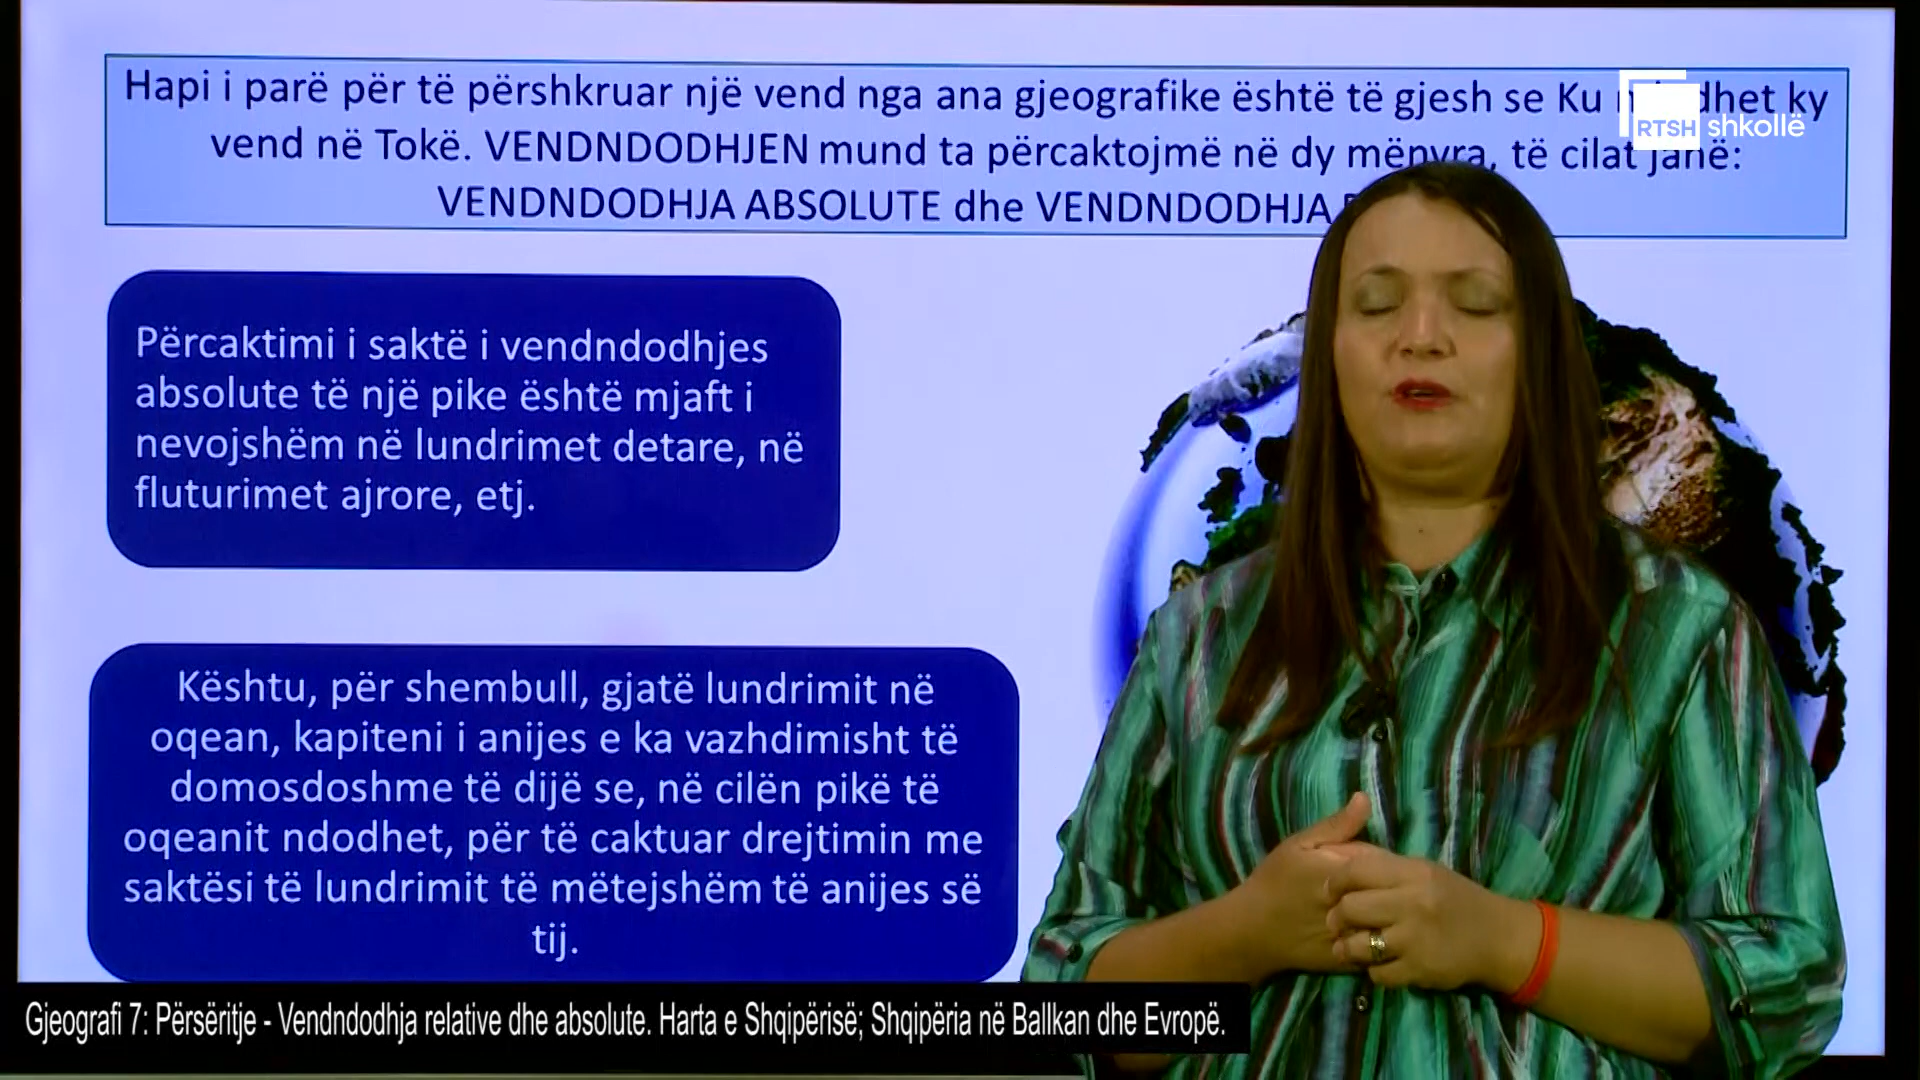 Hapi i parë për të përshkruar një vend nga ana gjeografike është të gjesh se Ku ky
vend në Tokë. VENDNDODHJEN mund ta përcaktojmë në dy mënyra, të cilat janë:
VENDNDODHJA ABSOLUTE dhe VENDNDODHJA
RTSH shkollë
Përcaktimi i saktë i vendndodhjes
absolute të një pike është mjaft i
nevojshëm në lundrimet detare, në
fluturimet ajrore, etj.
Kështu, për shembull, gjatë lundrimit në
oqean, kapiteni i anijes e ka vazhdimisht të
domosdoshme të dijë se, në cilën pikë të
oqeanit ndodhet, për të caktuar drejtimin me
saktësi të lundrimit të mëtejshëm të anijes së
tij.
Gjeografi 7: Përsëritje - Vendndodhja relative dhe absolute. Harta e Shqipërisë; Shqipëria në Ballkan dhe Evropë.